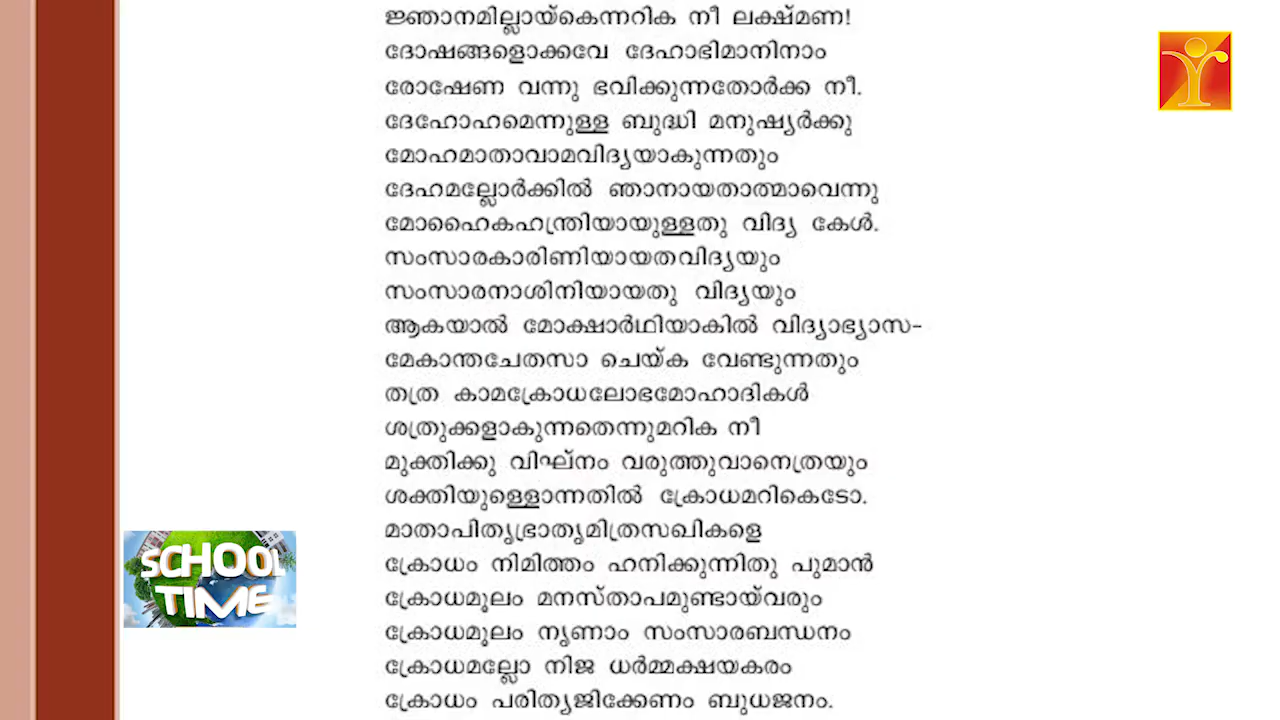 ജ്ഞാനമില്ലായ്കെന്നറിക നീ ലക്ഷ്മണ!
ദോഷങ്ങളൊക്കവേ ദേഹാഭിമാനിനാം
രോഷേണ വന്നു ഭവിക്കുന്നതോർക്ക നീ.
ദേഹോഹമെന്നുള്ള ബുദ്ധി മനുഷ്യർക്കു
മോഹമാതാവാമവിദ്യയാകുന്നതും
ദേഹമല്ലോർക്കിൽ ഞാനായതാത്മാവെന്നു
മോഹൈകഹന്ത്രിയായുള്ളതു വിദ്യ കേൾ.
സംസാരകാരിണിയായതവിദ്യയും
സംസാരനാശിനിയായതു വിദ്യയും
ആകയാൽ മോക്ഷാർഥിയാകിൽ വിദ്യാഭ്യാസ-
മേകാന്തചേതസാ ചെയ്ക വേണ്ടുന്നതും
തത്ര കാമക്രോധലോഭമോഹാദികൾ
ശത്രുക്കളാകുന്നതെന്നുമറിക നീ
മുക്തിക്കു വിഘ്നം വരുത്തുവാനെത്രയും
ശക്തിയുള്ളൊന്നതിൽ ക്രോധമറികെടോ.
മാതാപിതൃഭ്രാതൃമിത്രസഖികളെ
ക്രോധം നിമിത്തം ഹനിക്കുന്നിതു പുമാൻ
ക്രോധമൂലം മനസ്താപമുണ്ടായ്‌വരും
ക്രോധമൂലം നൃണാം സംസാരബന്ധനം
ക്രോധമല്ലോ നിജ ധർമ്മക്ഷയകരം
ക്രോധം പരിത്യജിക്കേണം ബുധജനം.
SCHOOL
TIME